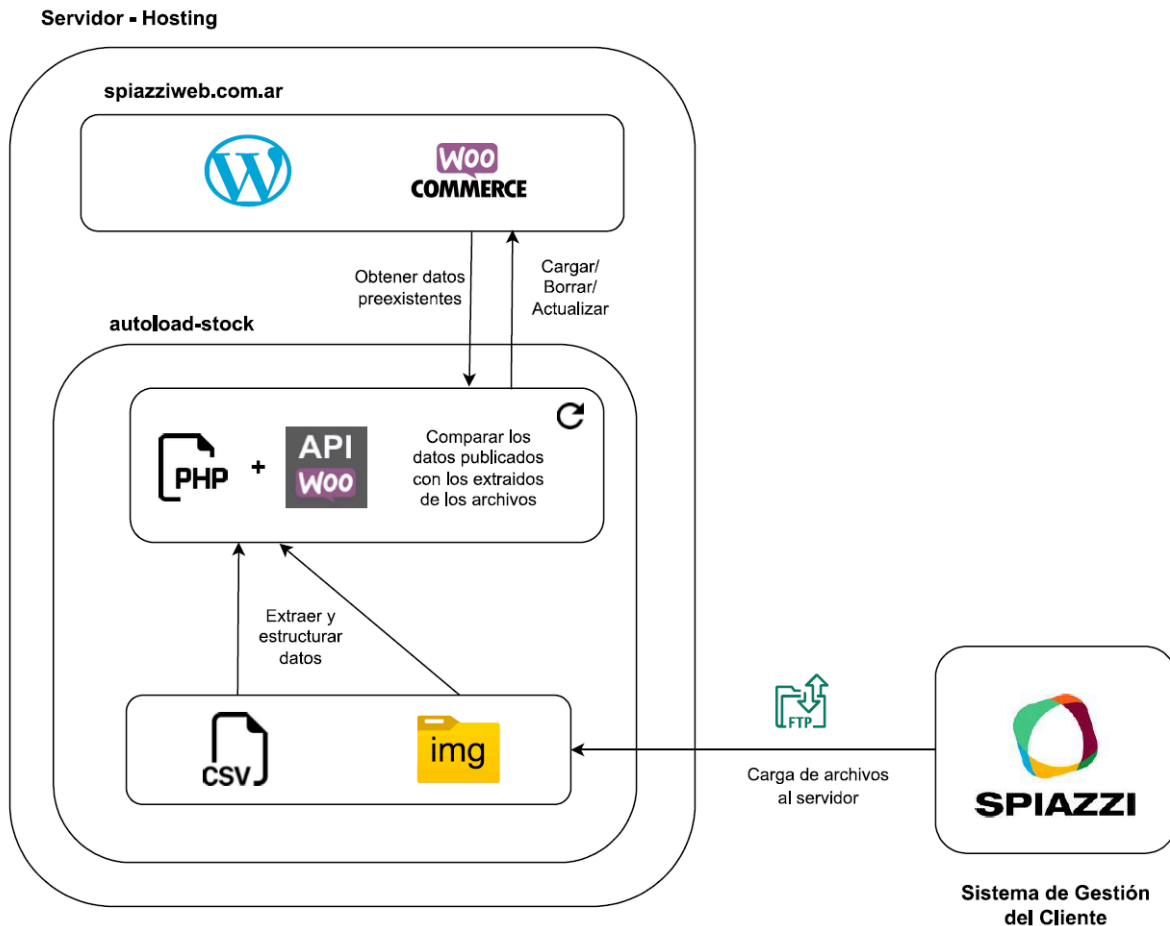 Servidor - Hosting
spiazziweb.com.ar
W
WOO
COMMERCE
Obtener datos
preexistentes
Cargar/
Borrar/
Actualizar
autoload-stock
PHP
+
API
WOO
Comparar los
datos publicados
con los extraidos
de los archivos
Extraer y
estructurar
datos
CSV
img
FTP
Carga de archivos
al servidor
SPIAZZI
Sistema de Gestión
del Cliente